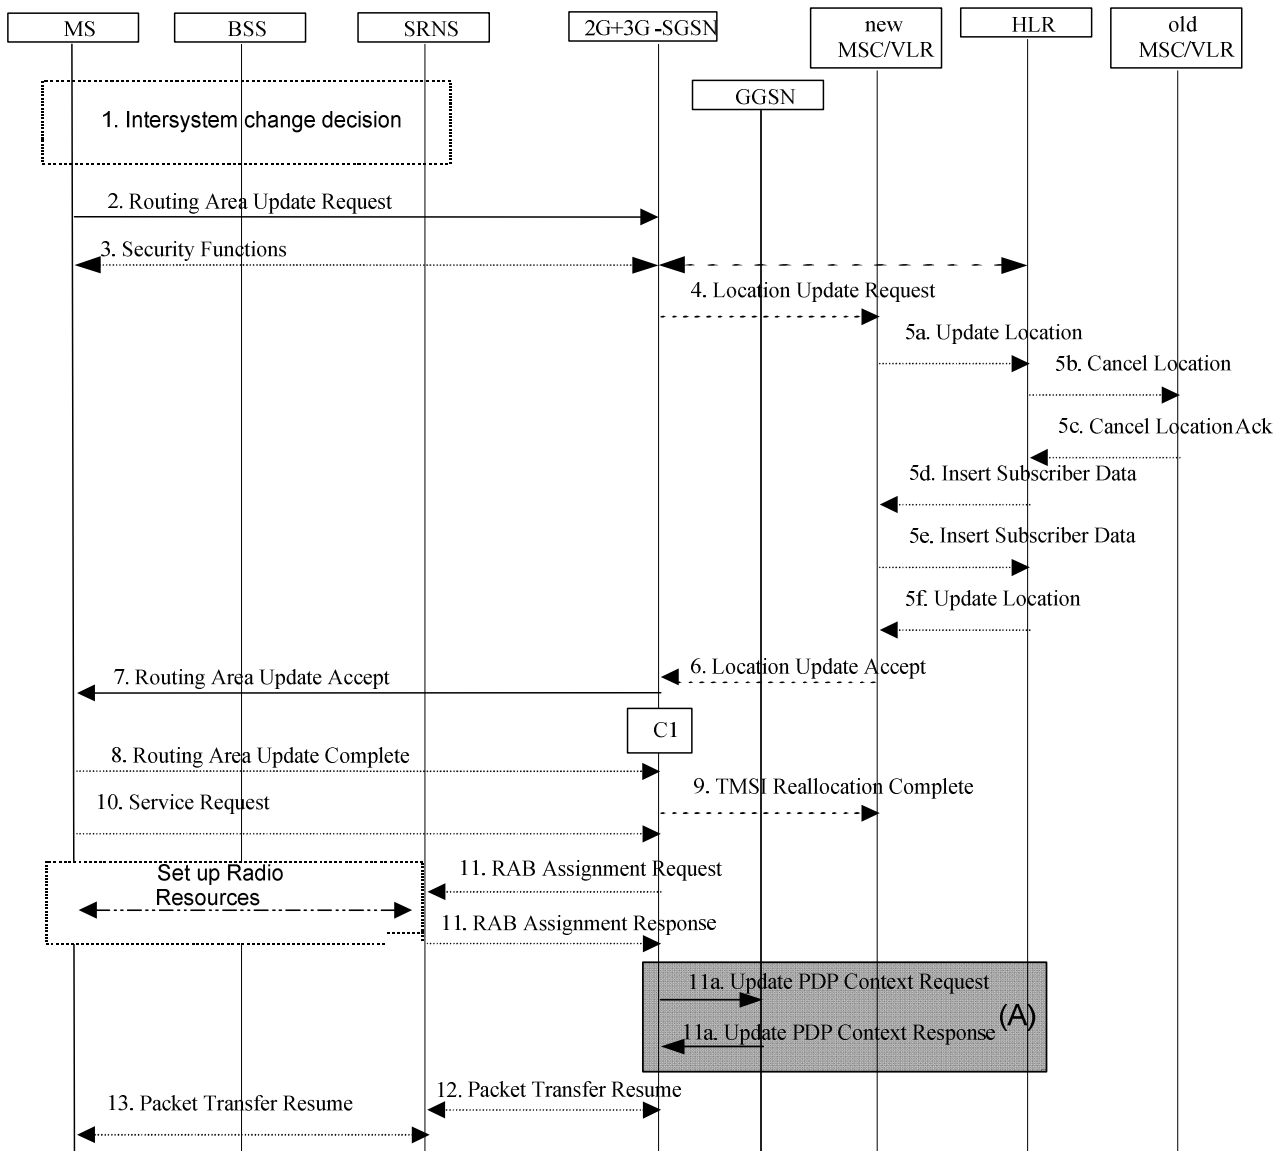 MS
BSS
SRNS
2G+3G-SGSN
new
MSC/VLR
HLR
old
MSC/VLR
GGSN
1. Intersystem change decision
2. Routing Area Update Request
3. Security Functions
4. Location Update Request
5a. Update Location
5b. Cancel Location
5c. Cancel Location Ack
5d. Insert Subscriber Data
5e. Insert Subscriber Data
5f. Update Location
6. Location Update Accept
7. Routing Area Update Accept
C1
8. Routing Area Update Complete
9. TMSI Reallocation Complete
10. Service Request
Set up Radio
Resources
11. RAB Assignment Request
11. RAB Assignment Response
11a. Update PDP Context Request
(A)
11a. Update PDP Context Response
12. Packet Transfer Resume
13. Packet Transfer Resume